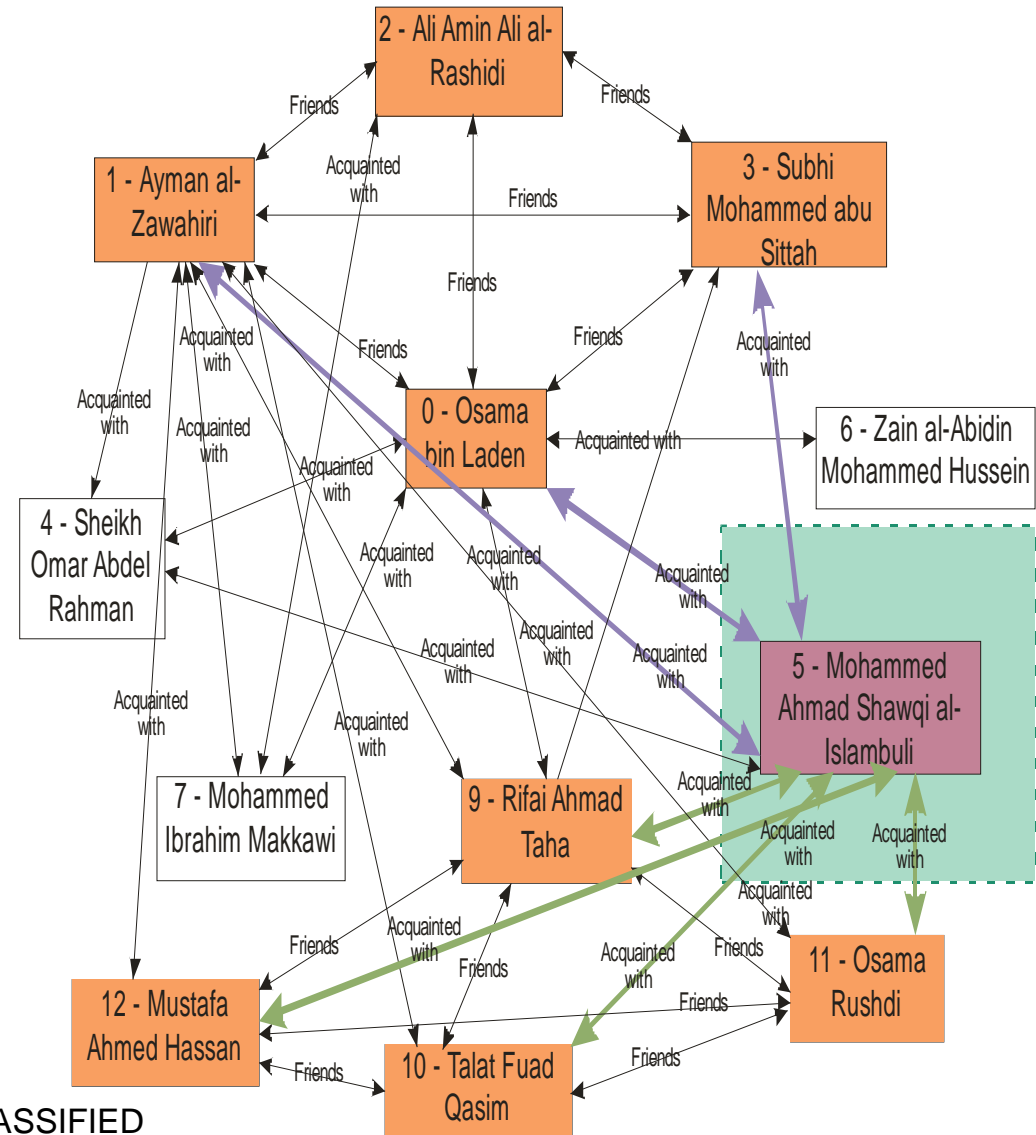 2 - Ali Amin Ali al-
Rashidi
Friends
Friends
1 - Ayman al-
Zawahiri
Acquainted
with
3 - Subhi
Mohammed abu
Sittah
Friends
Friends
Acquainted
with
Friends
Friends
Acquainted
with
Acquainted
with
0 - Osama
bin Laden
Acquainted
with
Acquainted with
6 - Zain al-Abidin
Mohammed Hussein
Acquainted
with
4 - Sheikh
Omar Abdel
Rahman
Acquainted
with
Acquainted
with
Acquainted
with
Acquainted
with
Acquainted
with
Acquainted
with
5 - Mohammed
Ahmad Shawqi al-
Islambuli
Acquainted
with
Acquainted
with
7 - Mohammed
Ibrahim Makkawi
9 - Rifai Ahmad
Taha
Acquainted
with
Acquainted
with
Acquainted
with
Acquainted
with
Acquainted
with
Friends
Friends
Acquainted
with
Friends
11 - Osama
Rushdi
12 - Mustafa
Ahmed Hassan
Friends
Friends
10 - Talat Fuad
Qasim
Friends
ASSIFIED